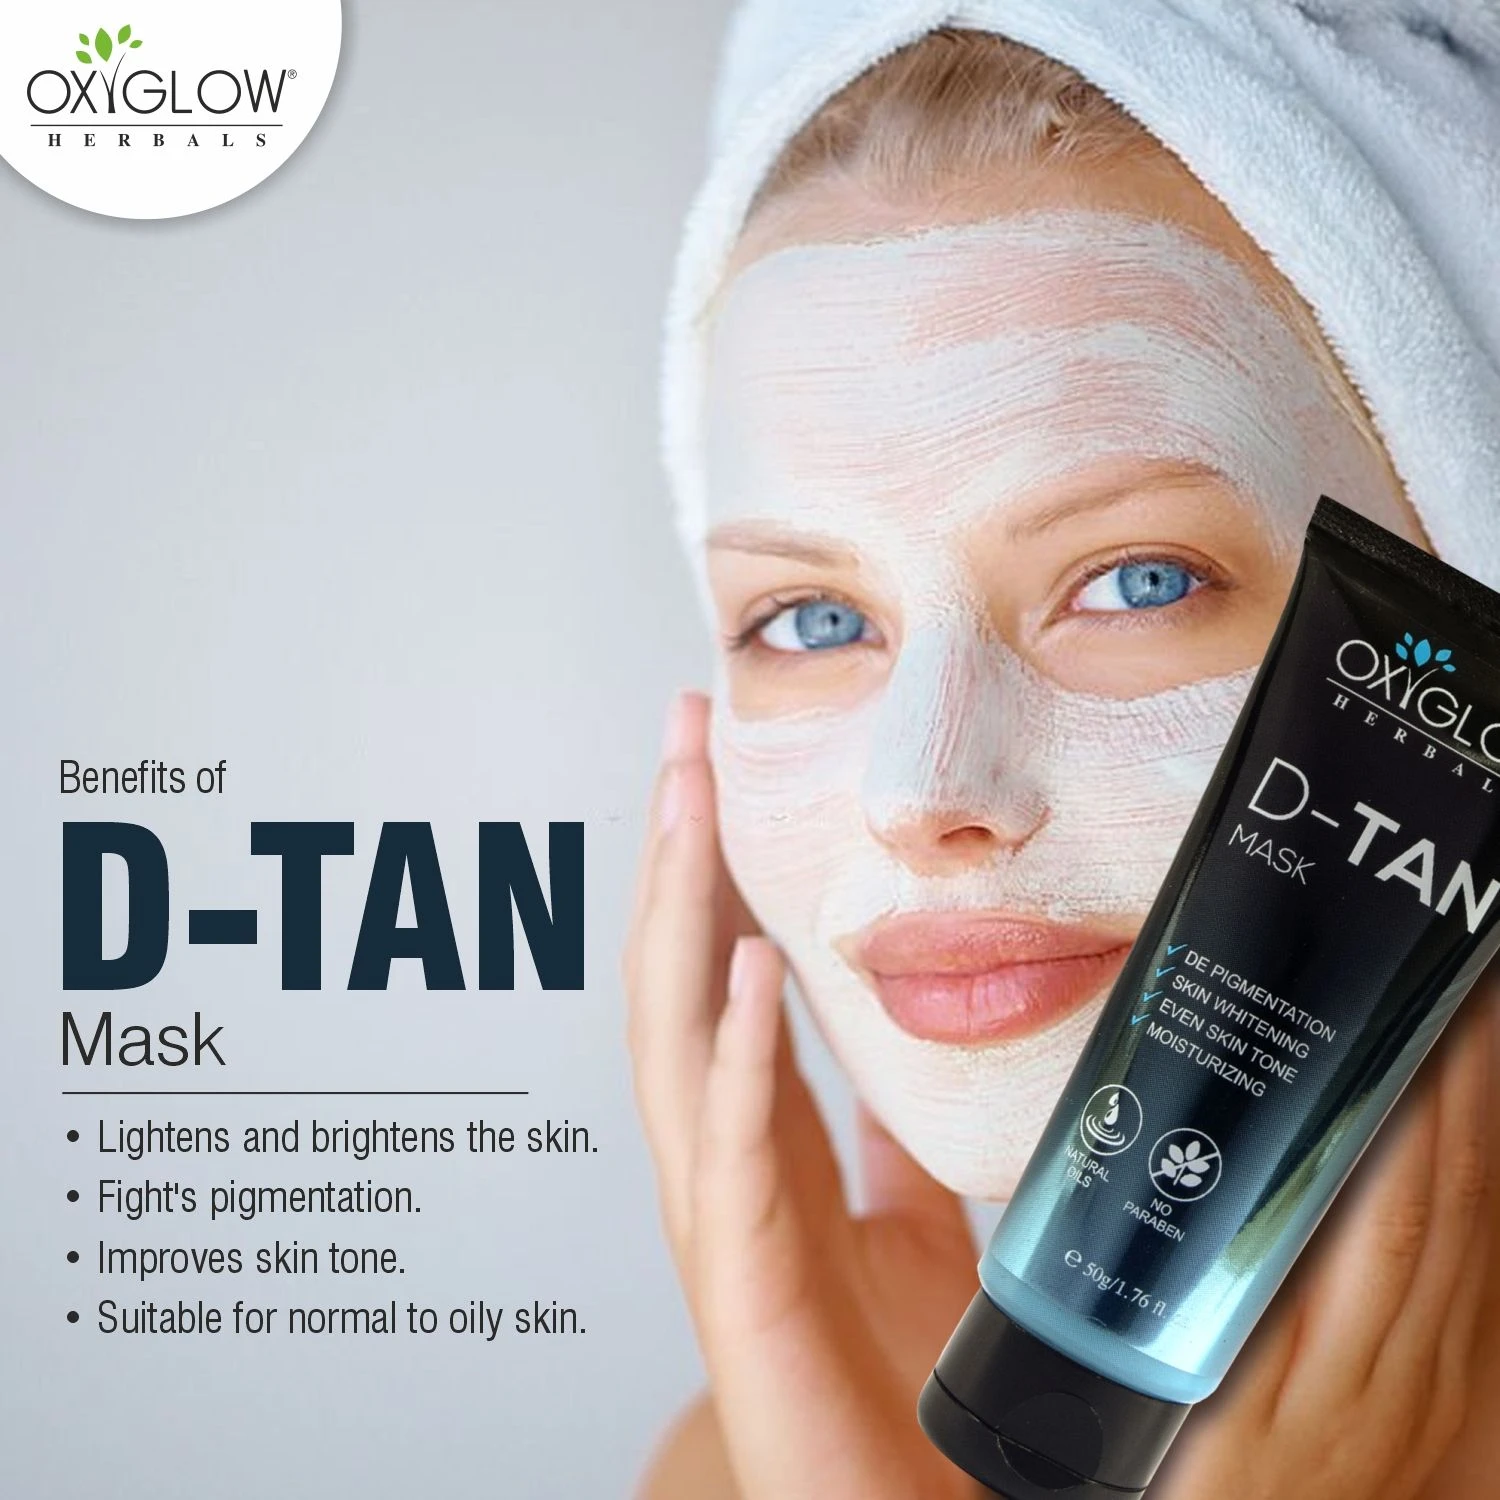 OXYGLOW®
HERBALS
Benefits of
D-TAN
Mask
• Lightens and brightens the skin.
• Fight's pigmentation.
• Improves skin tone.
• Suitable for normal to oily skin.
OXYGLO
HERBAL
D-TAN
MASK
✓ DE PIGMENTATION
✓ SKIN WHITENING
✓ EVEN SKIN TONE
✓ MOISTURIZING
NATURAL
OILS
NO
PARABEN
℮ 50g/1.76 fl